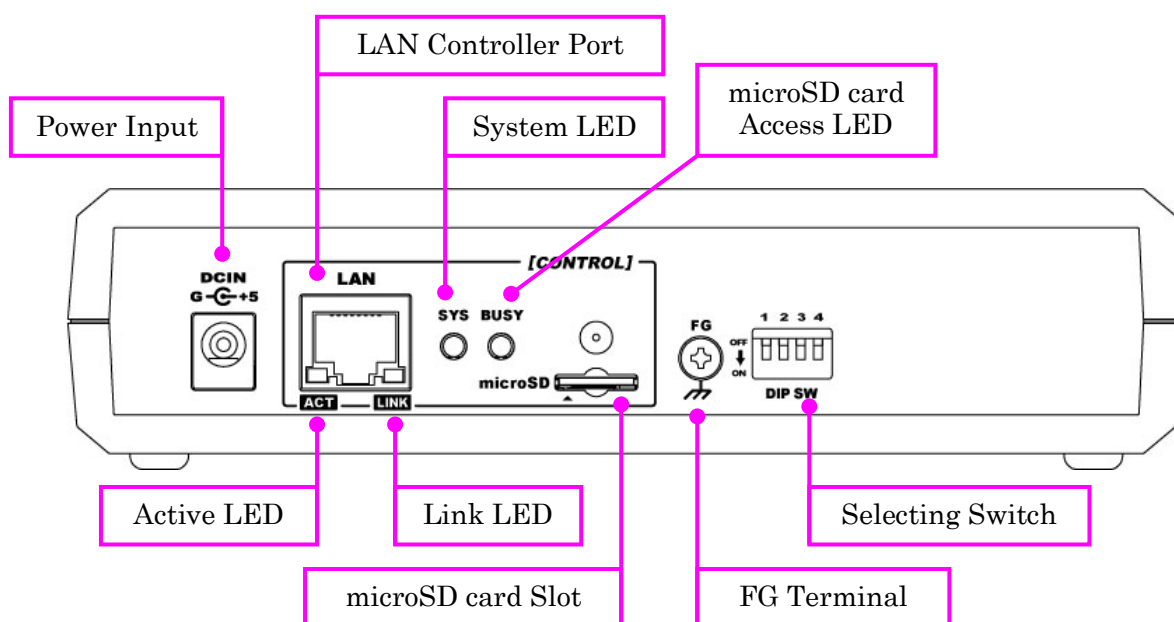 LAN Controller Port
Power Input
System LED
microSD card
Access LED
[CONTROL]
DCIN
G +5
LAN
SYS BUSY
microSD
ACT LINK
FG
1 2 3 4
OFF
ON
DIP SW
Active LED
Link LED
Selecting Switch
microSD card Slot
FG Terminal